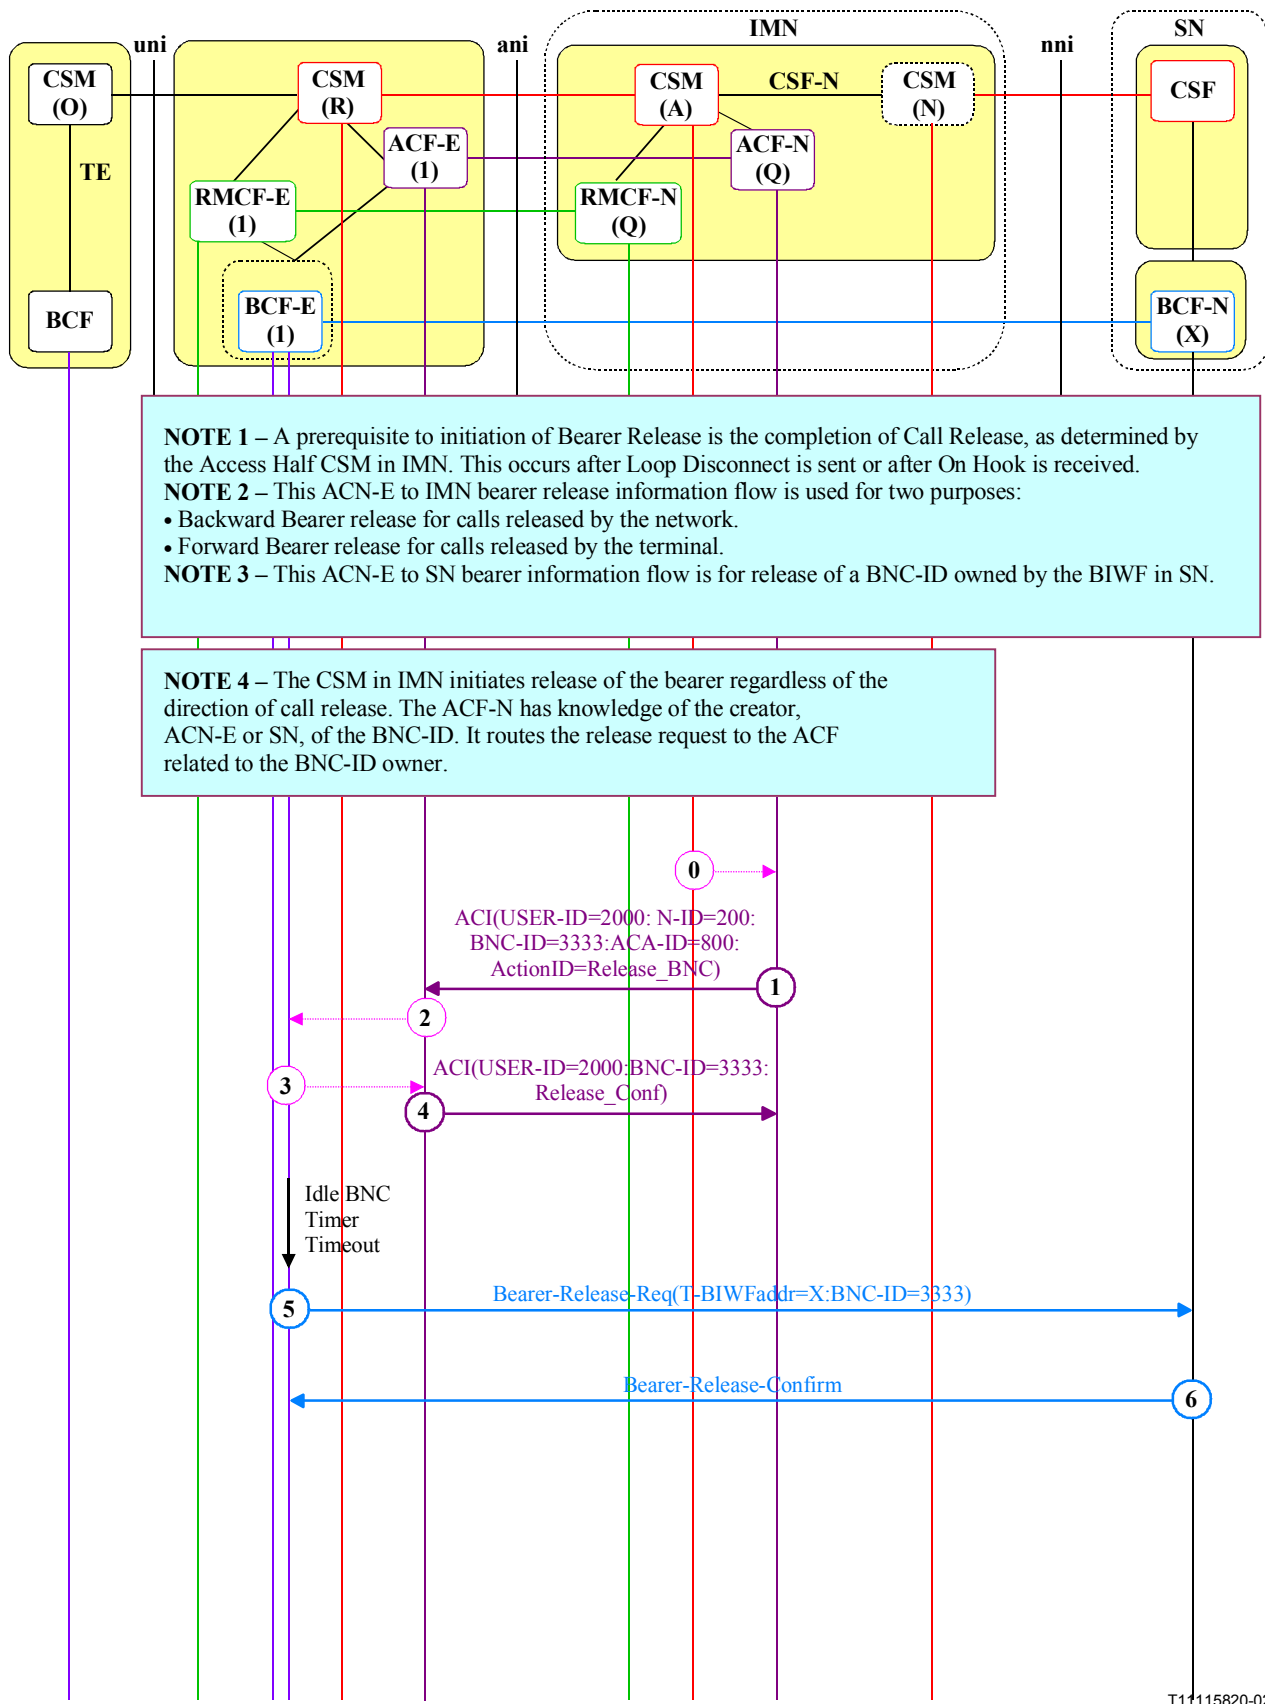 IMN
SN
uni
ani
nni
CSM
(O)
CSM
(R)
CSM
(A)
CSF-N
CSM
(N)
CSF
TE
ACF-E
(1)
ACF-N
(Q)
RMCF-E
(1)
RMCF-N
(Q)
BCF
BCF-E
(1)
BCF-N
(X)
NOTE 1 – A prerequisite to initiation of Bearer Release is the completion of Call Release, as determined by
the Access Half CSM in IMN. This occurs after Loop Disconnect is sent or after On Hook is received.
NOTE 2 – This ACN-E to IMN bearer release information flow is used for two purposes:
• Backward Bearer release for calls released by the network.
• Forward Bearer release for calls released by the terminal.
NOTE 3 – This ACN-E to SN bearer information flow is for release of a BNC-ID owned by the BIWF in SN.
NOTE 4 – The CSM in IMN initiates release of the bearer regardless of the
direction of call release. The ACF-N has knowledge of the creator,
ACN-E or SN, of the BNC-ID. It routes the release request to the ACF
related to the BNC-ID owner.
0
ACI(USER-ID=2000: N-ID=200:
BNC-ID=3333:ACA-ID=800:
ActionID=Release_BNC)
1
2
3
ACI(USER-ID=2000:BNC-ID=3333:
Release_Conf)
4
Idle BNC
Timer
Timeout
5
Bearer-Release-Req(T-BIWFaddr=X:BNC-ID=3333)
Bearer-Release-Confirm
6
T11115820-02